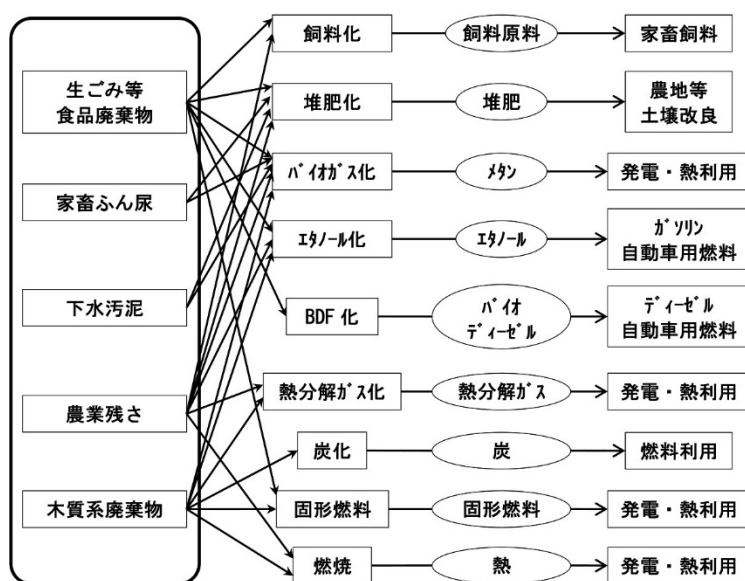 生ごみ等
食品廃棄物
家畜ふん尿
下水汚泥
農業残さ
木質系廃棄物
飼料化
飼料原料
家畜飼料
堆肥化
堆肥
農地等
土壌改良
ﾊﾞｲｵｶﾞｽ化
ﾒﾀﾝ
発電・熱利用
ｴﾀﾉｰﾙ化
ｴﾀﾉｰﾙ
ｶﾞｿﾘﾝ
自動車用燃料
BDF 化
ﾊﾞｲｵ
ﾃﾞｨｰｾﾞﾙ
ﾃﾞｨｰｾﾞﾙ
自動車用燃料
熱分解ｶﾞｽ化
熱分解ｶﾞｽ
発電・熱利用
炭化
炭
燃料利用
固形燃料
固形燃料
発電・熱利用
燃焼
熱
発電・熱利用